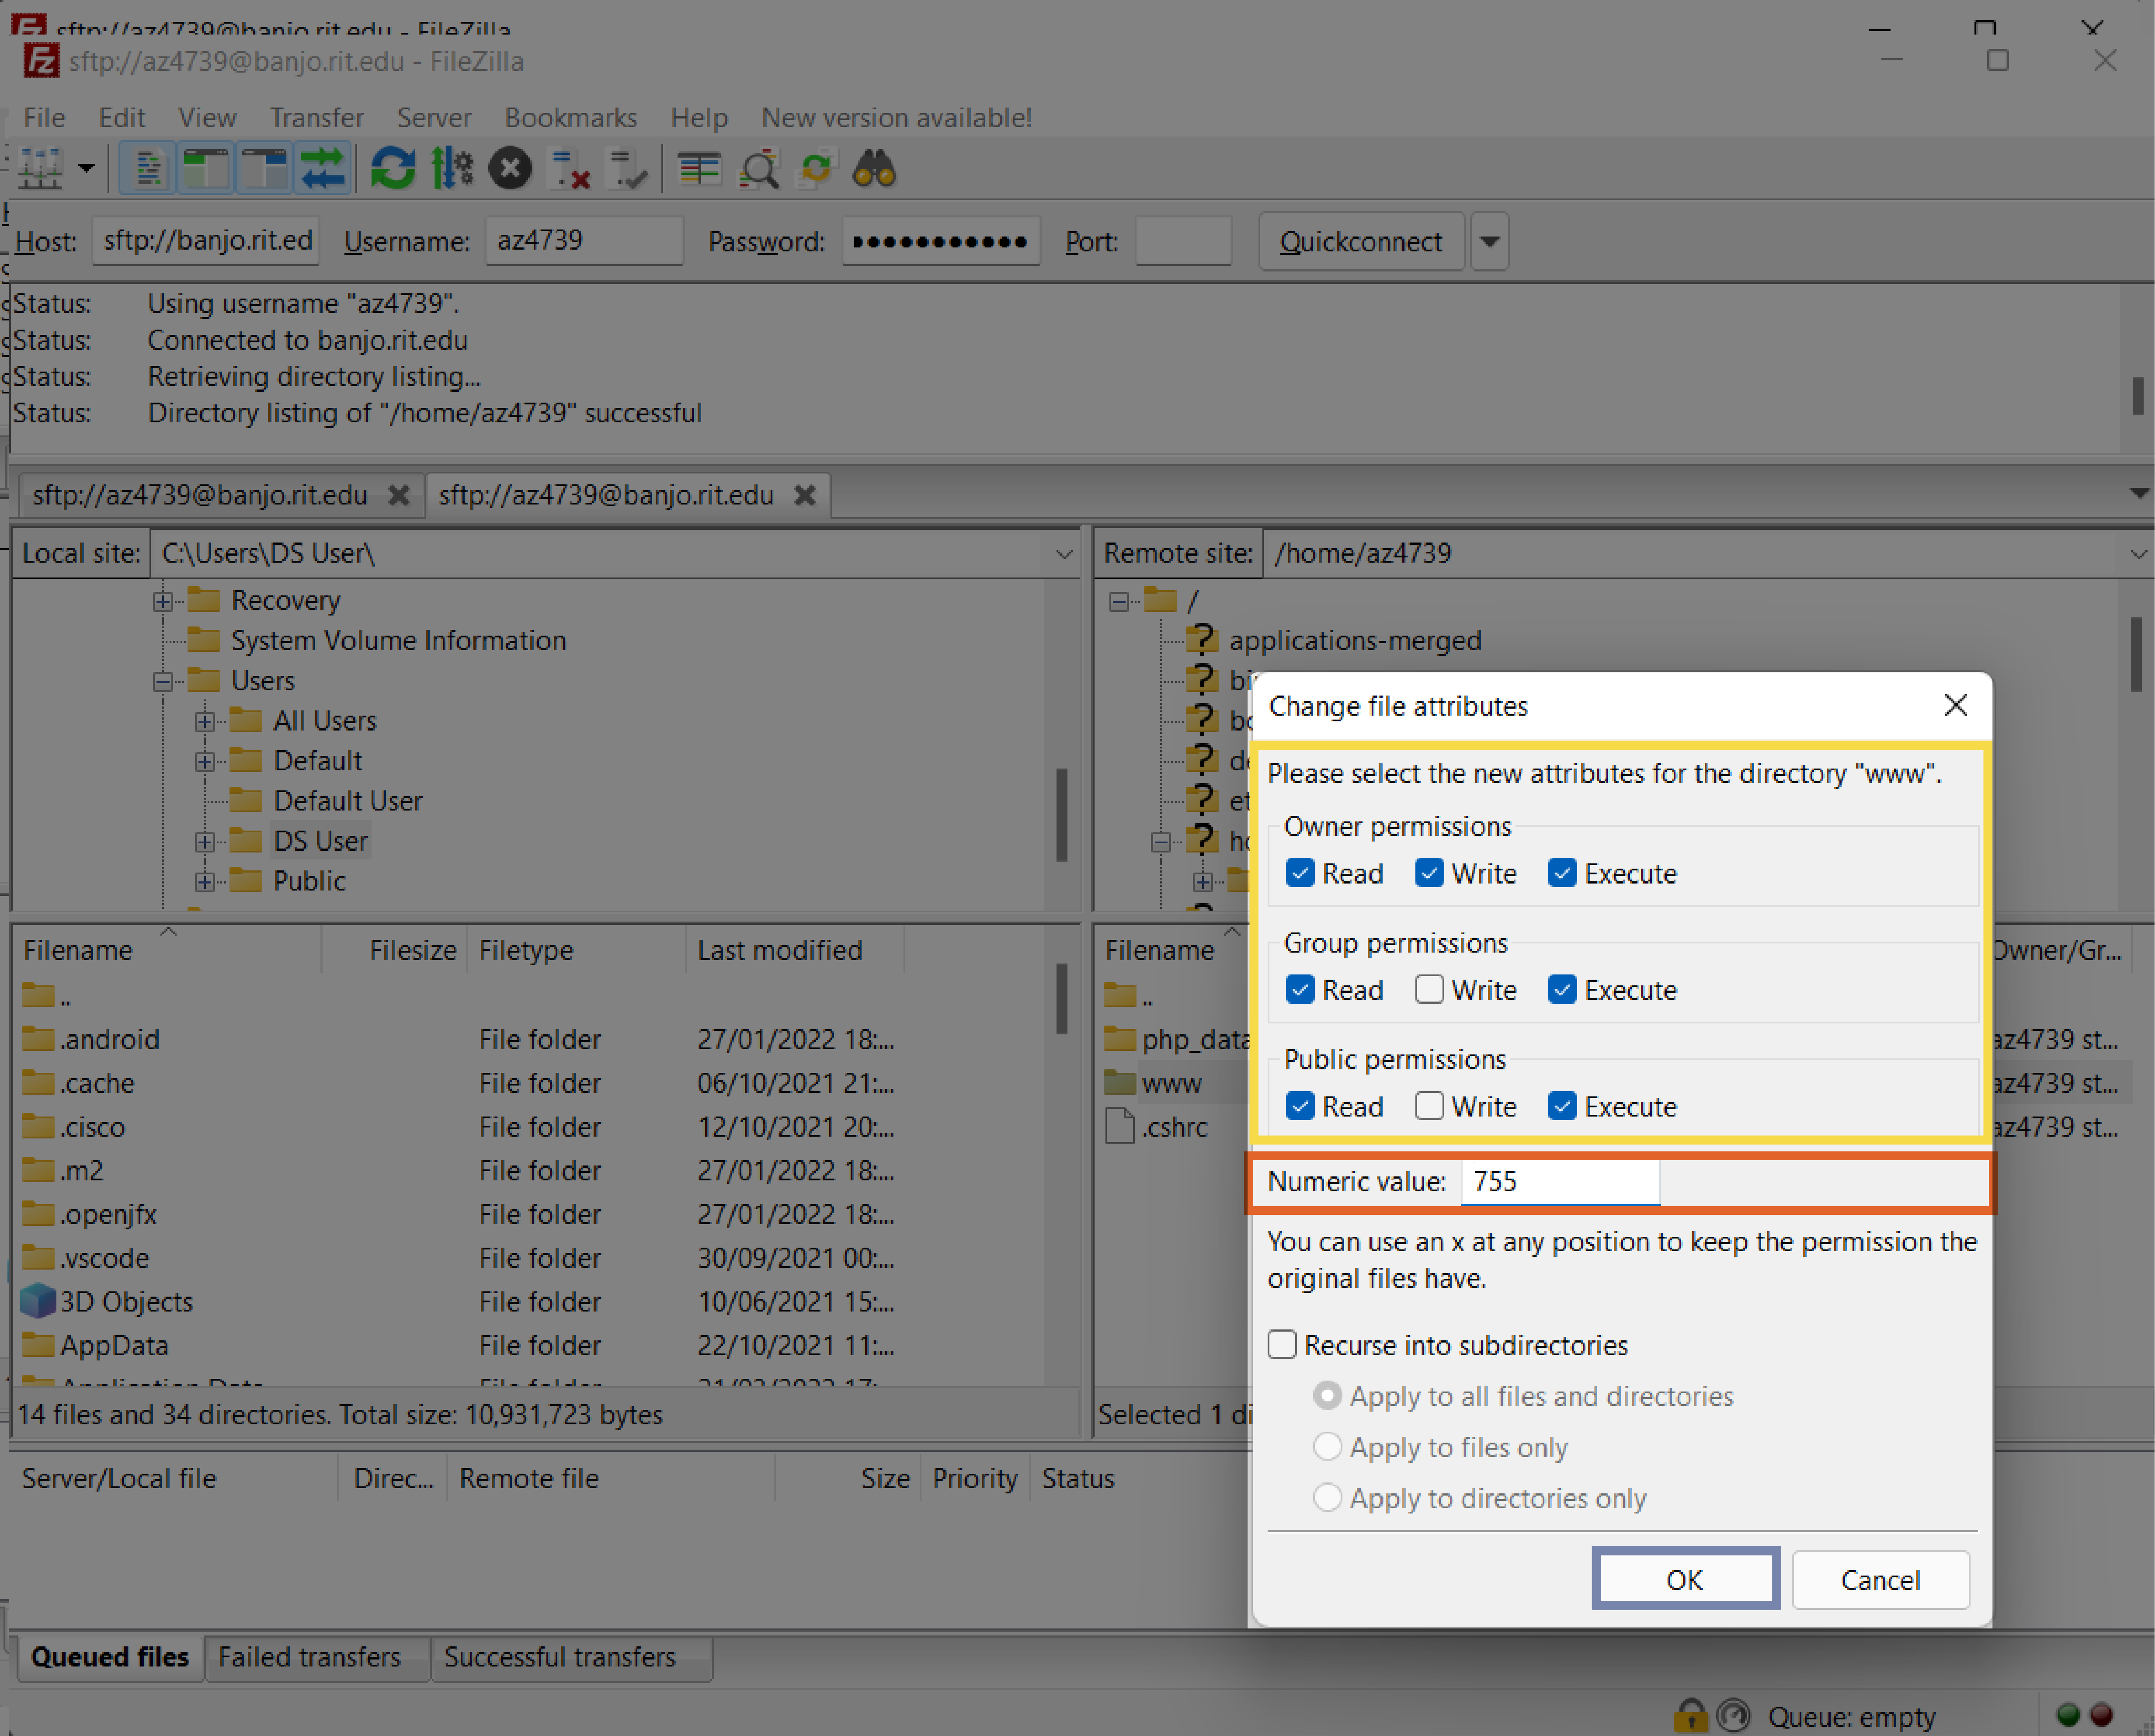 sftp://az4739@banjo.rit.edu - FileZilla
sftp://az4739@banjo.rit.edu - FileZilla
File Edit View Transfer Server Bookmarks Help New version available!
Host: sftp://banjo.rit.ed Username: az4739 Password: ●●●●●●●●●●● Port: Quickconnect
Status: Using username "az4739".
Status: Connected to banjo.rit.edu
Status: Retrieving directory listing...
Status: Directory listing of "/home/az4739" successful
sftp://az4739@banjo.rit.edu sftp://az4739@banjo.rit.edu
Local site: C:\Users\DS User\
Recovery
System Volume Information
Users
All Users
Default
Default User
DS User
Public
Filename Filesize Filetype Last modified
..
.android File folder 27/01/2022 18:...
.cache File folder 06/10/2021 21:...
.cisco File folder 12/10/2021 20:...
.m2 File folder 27/01/2022 18:...
.openjfx File folder 27/01/2022 18:...
.vscode File folder 30/09/2021 00:...
3D Objects File folder 10/06/2021 15:...
AppData File folder 22/10/2021 11:...
14 files and 34 directories. Total size: 10,931,723 bytes
Remote site: /home/az4739
/
applications-merged
Filename Owner/Gr...
..
php_data az4739 st...
www az4739 st...
.cshrc az4739 st...
Selected 1 di
Change file attributes
Please select the new attributes for the directory "www".
Owner permissions
Read Write Execute
Group permissions
Read Write Execute
Public permissions
Read Write Execute
Numeric value: 755
You can use an x at any position to keep the permission the
original files have.
Recurse into subdirectories
Apply to all files and directories
Apply to files only
Apply to directories only
OK Cancel
Server/Local file Direc... Remote file Size Priority Status
Queued files Failed transfers Successful transfers
Queue: empty